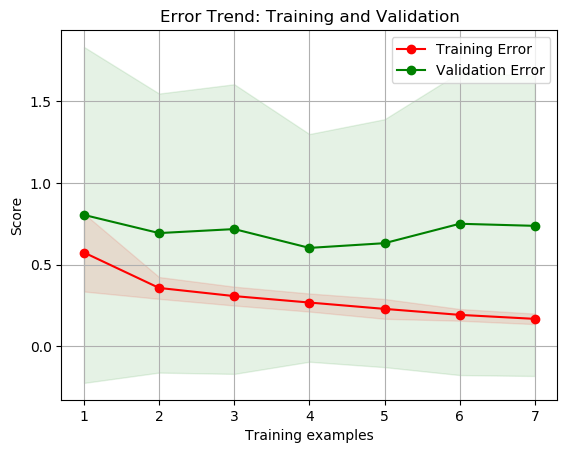 Error Trend: Training and Validation
Training Error
Validation Error
Score
1.5
1.0
0.5
0.0
1 2 3 4 5 6 7
Training examples